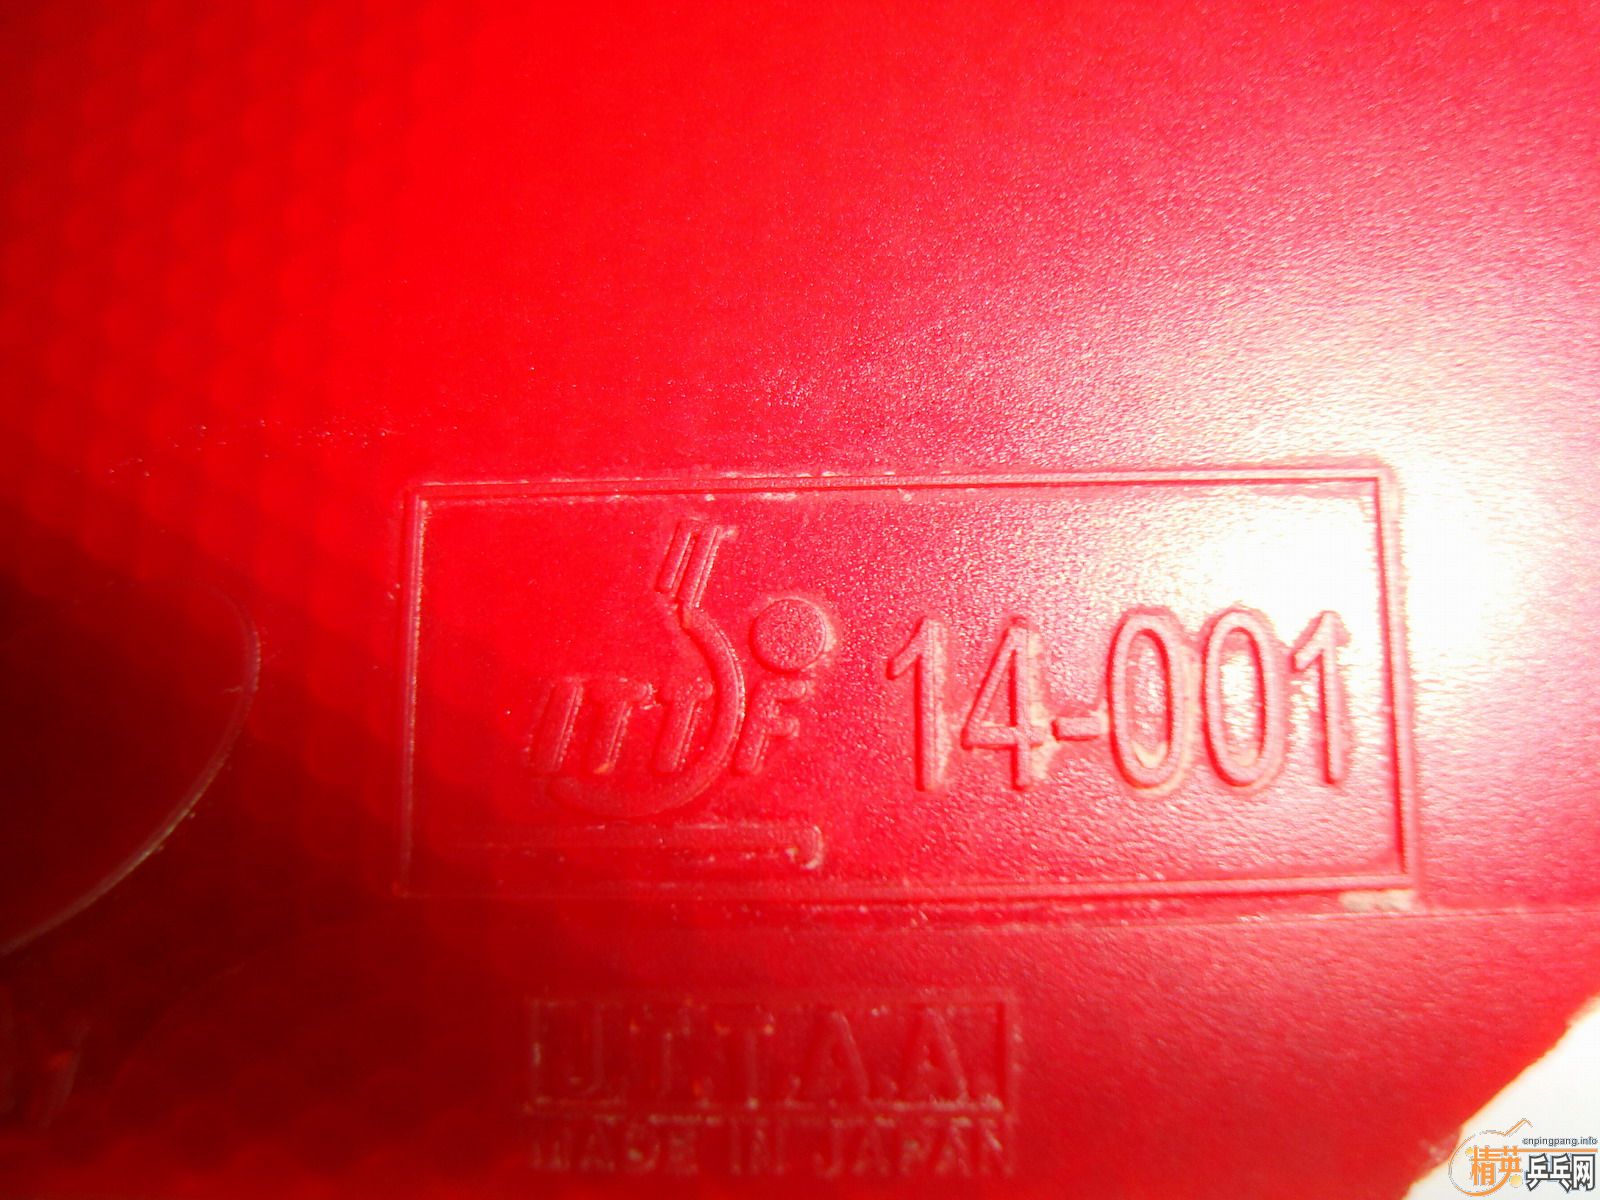 ITTF 14-001
J.T.T.A.A.
MADE IN JAPAN
cnpingpang.info
精英乒乓网